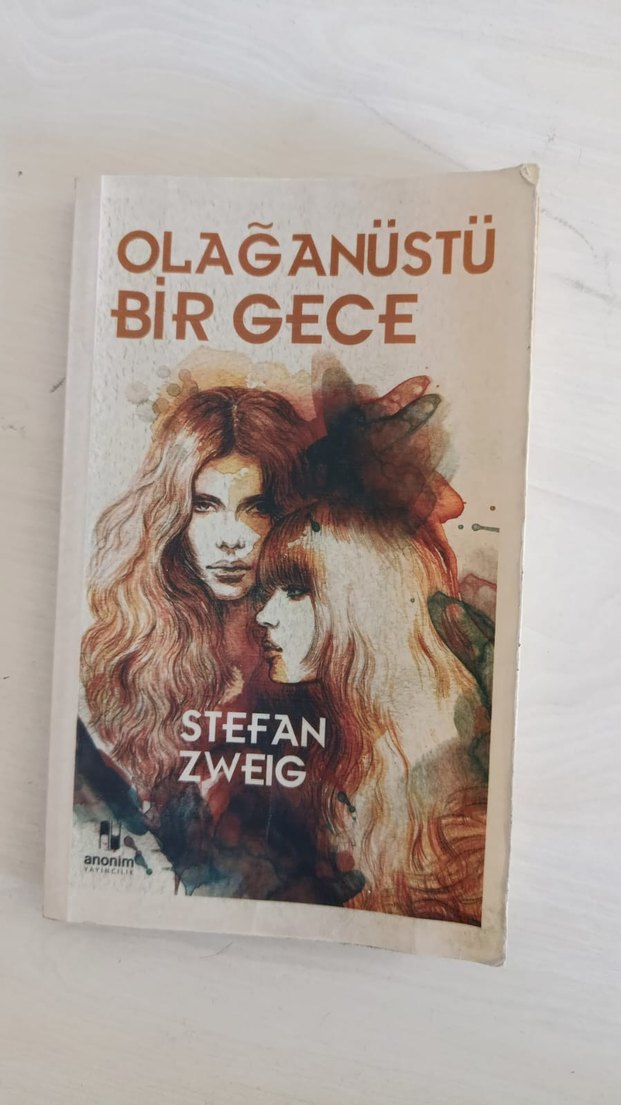 OLAĞANÜSTÜ
BİR GECE
STEFAN
ZWEIG
anonim
YAYINCILIK